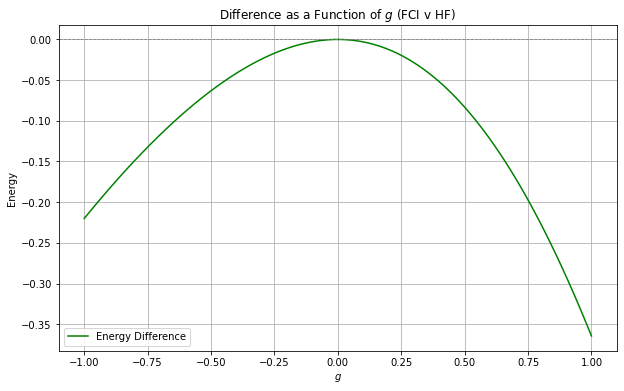 Difference as a Function of g (FCI v HF)
Energy
0.00
−0.05
−0.10
−0.15
−0.20
−0.25
−0.30
−0.35
Energy Difference
−1.00 −0.75 −0.50 −0.25 0.00 0.25 0.50 0.75 1.00
g